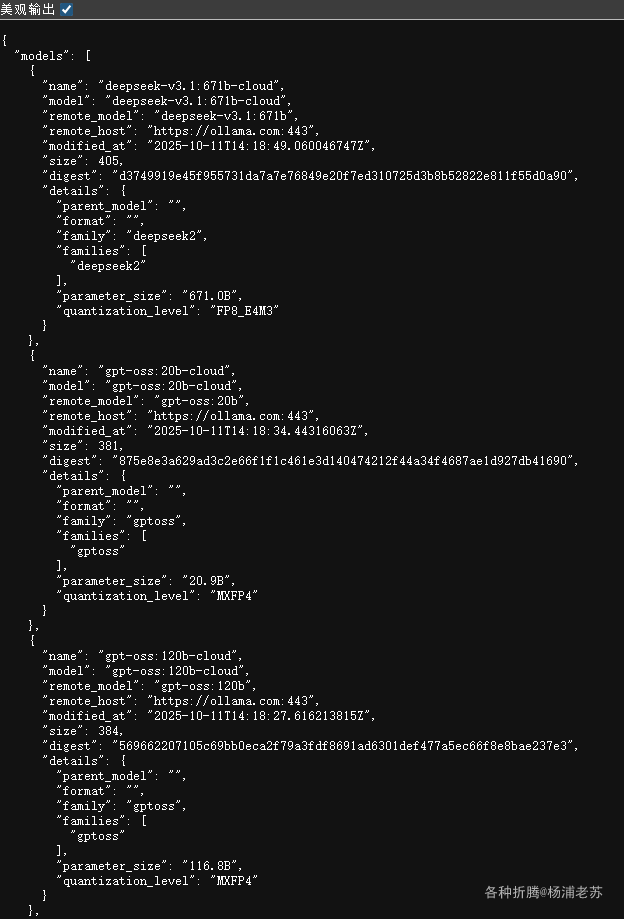 美观输出
{
  "models": [
    {
      "name": "deepseek-v3.1:671b-cloud",
      "model": "deepseek-v3.1:671b-cloud",
      "remote_model": "deepseek-v3.1:671b",
      "remote_host": "https://ollama.com:443",
      "modified_at": "2025-10-11T14:18:49.060046747Z",
      "size": 405,
      "digest": "d3749919e45f955731da7a7e76849e20f7ed310725d3b8b52822e811f55d0a90",
      "details": {
        "parent_model": "",
        "format": "",
        "family": "deepseek2",
        "families": [
          "deepseek2"
        ],
        "parameter_size": "671.0B",
        "quantization_level": "FP8_E4M3"
      }
    },
    {
      "name": "gpt-oss:20b-cloud",
      "model": "gpt-oss:20b-cloud",
      "remote_model": "gpt-oss:20b",
      "remote_host": "https://ollama.com:443",
      "modified_at": "2025-10-11T14:18:34.44316063Z",
      "size": 381,
      "digest": "875e8e3a629ad3c2e66f1f1c461e3d140474212f44a34f4687ae1d927db41690",
      "details": {
        "parent_model": "",
        "format": "",
        "family": "gptoss",
        "families": [
          "gptoss"
        ],
        "parameter_size": "20.9B",
        "quantization_level": "MXFP4"
      }
    },
    {
      "name": "gpt-oss:120b-cloud",
      "model": "gpt-oss:120b-cloud",
      "remote_model": "gpt-oss:120b",
      "remote_host": "https://ollama.com:443",
      "modified_at": "2025-10-11T14:18:27.616213815Z",
      "size": 384,
      "digest": "569662207105c69bb0eca2f79a3fdf8691ad6301def477a5ec66f8e8bae237e3",
      "details": {
        "parent_model": "",
        "format": "",
        "family": "gptoss",
        "families": [
          "gptoss"
        ],
        "parameter_size": "116.8B",
        "quantization_level": "MXFP4"
      }
    },
各种折腾@杨浦老苏